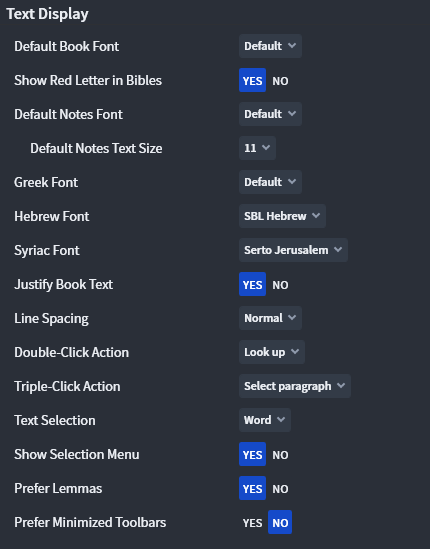 Text Display
Default Book Font Default
Show Red Letter in Bibles YES NO
Default Notes Font Default
Default Notes Text Size 11
Greek Font Default
Hebrew Font SBL Hebrew
Syriac Font Serto Jerusalem
Justify Book Text YES NO
Line Spacing Normal
Double-Click Action Look up
Triple-Click Action Select paragraph
Text Selection Word
Show Selection Menu YES NO
Prefer Lemmas YES NO
Prefer Minimized Toolbars YES NO